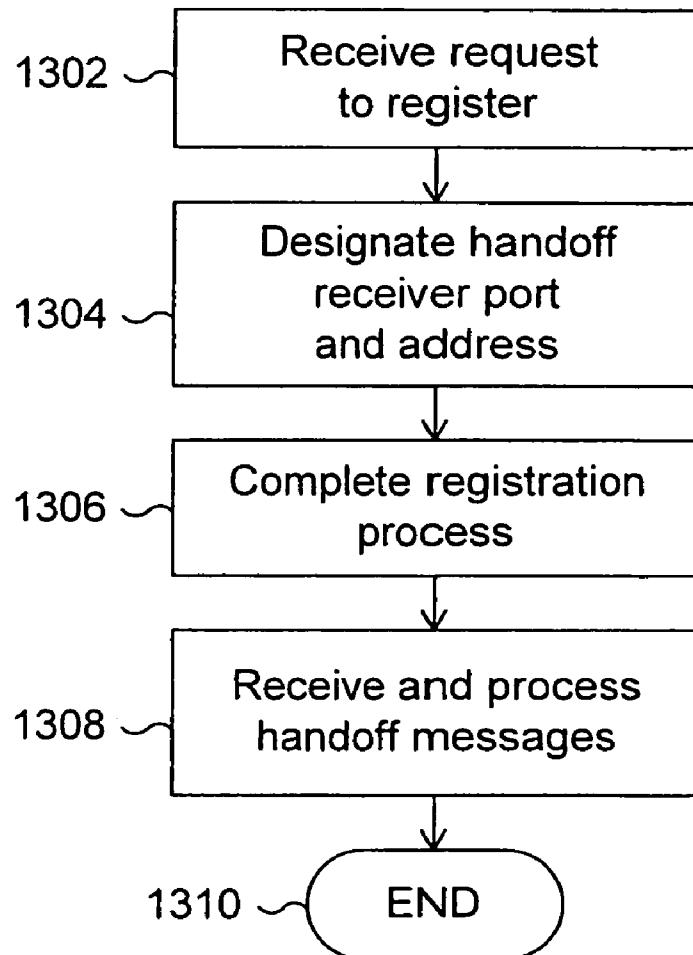 1302
Receive request
to register
1304
Designate handoff
receiver port
and address
1306
Complete registration
process
1308
Receive and process
handoff messages
1310
END